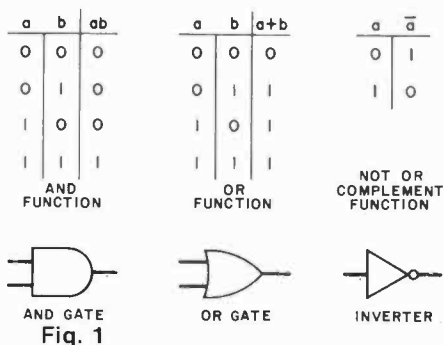 a b ab
0 0 0
0 1 0
1 0 0
1 1 1
AND
FUNCTION
a b a+b
0 0 0
0 1 1
1 0 1
1 1 1
OR
FUNCTION
a a̅
0 1
1 0
NOT OR
COMPLEMENT
FUNCTION
AND GATE
OR GATE
INVERTER
Fig. 1